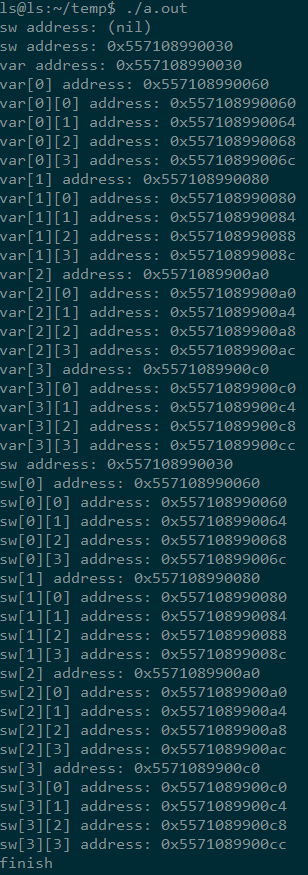 ls@ls:~/temp$ ./a.out
sw address: (nil)
sw address: 0x557108990030
var address: 0x557108990030
var[0] address: 0x557108990060
var[0][0] address: 0x557108990060
var[0][1] address: 0x557108990064
var[0][2] address: 0x557108990068
var[0][3] address: 0x55710899006c
var[1] address: 0x557108990080
var[1][0] address: 0x557108990080
var[1][1] address: 0x557108990084
var[1][2] address: 0x557108990088
var[1][3] address: 0x55710899008c
var[2] address: 0x5571089900a0
var[2][0] address: 0x5571089900a0
var[2][1] address: 0x5571089900a4
var[2][2] address: 0x5571089900a8
var[2][3] address: 0x5571089900ac
var[3] address: 0x5571089900c0
var[3][0] address: 0x5571089900c0
var[3][1] address: 0x5571089900c4
var[3][2] address: 0x5571089900c8
var[3][3] address: 0x5571089900cc
sw address: 0x557108990030
sw[0] address: 0x557108990060
sw[0][0] address: 0x557108990060
sw[0][1] address: 0x557108990064
sw[0][2] address: 0x557108990068
sw[0][3] address: 0x55710899006c
sw[1] address: 0x557108990080
sw[1][0] address: 0x557108990080
sw[1][1] address: 0x557108990084
sw[1][2] address: 0x557108990088
sw[1][3] address: 0x55710899008c
sw[2] address: 0x5571089900a0
sw[2][0] address: 0x5571089900a0
sw[2][1] address: 0x5571089900a4
sw[2][2] address: 0x5571089900a8
sw[2][3] address: 0x5571089900ac
sw[3] address: 0x5571089900c0
sw[3][0] address: 0x5571089900c0
sw[3][1] address: 0x5571089900c4
sw[3][2] address: 0x5571089900c8
sw[3][3] address: 0x5571089900cc
finish